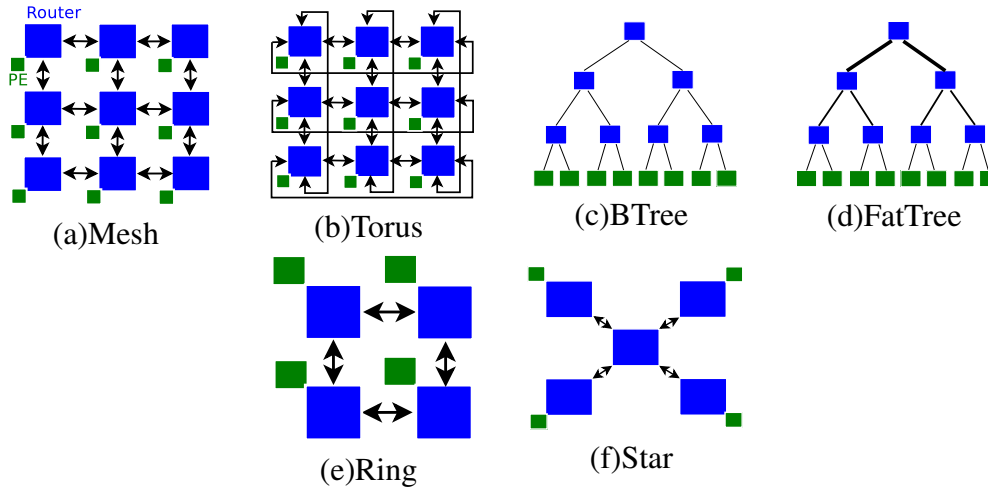 Router
PE
(a)Mesh
(b)Torus
(c)BTree
(d)FatTree
(e)Ring
(f)Star